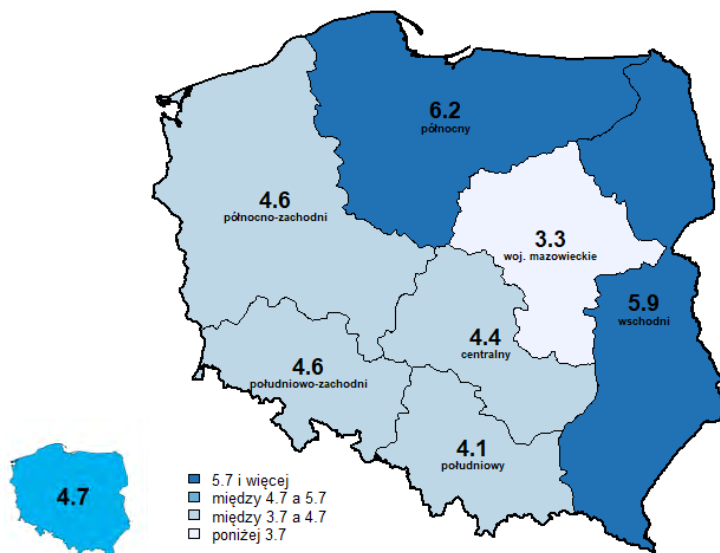 6.2
północny
4.6
północno-zachodni
3.3
woj. mazowieckie
5.9
wschodni
4.4
centralny
4.6
południowo-zachodni
4.1
południowy
4.7
5.7 i więcej
między 4.7 a 5.7
między 3.7 a 4.7
poniżej 3.7